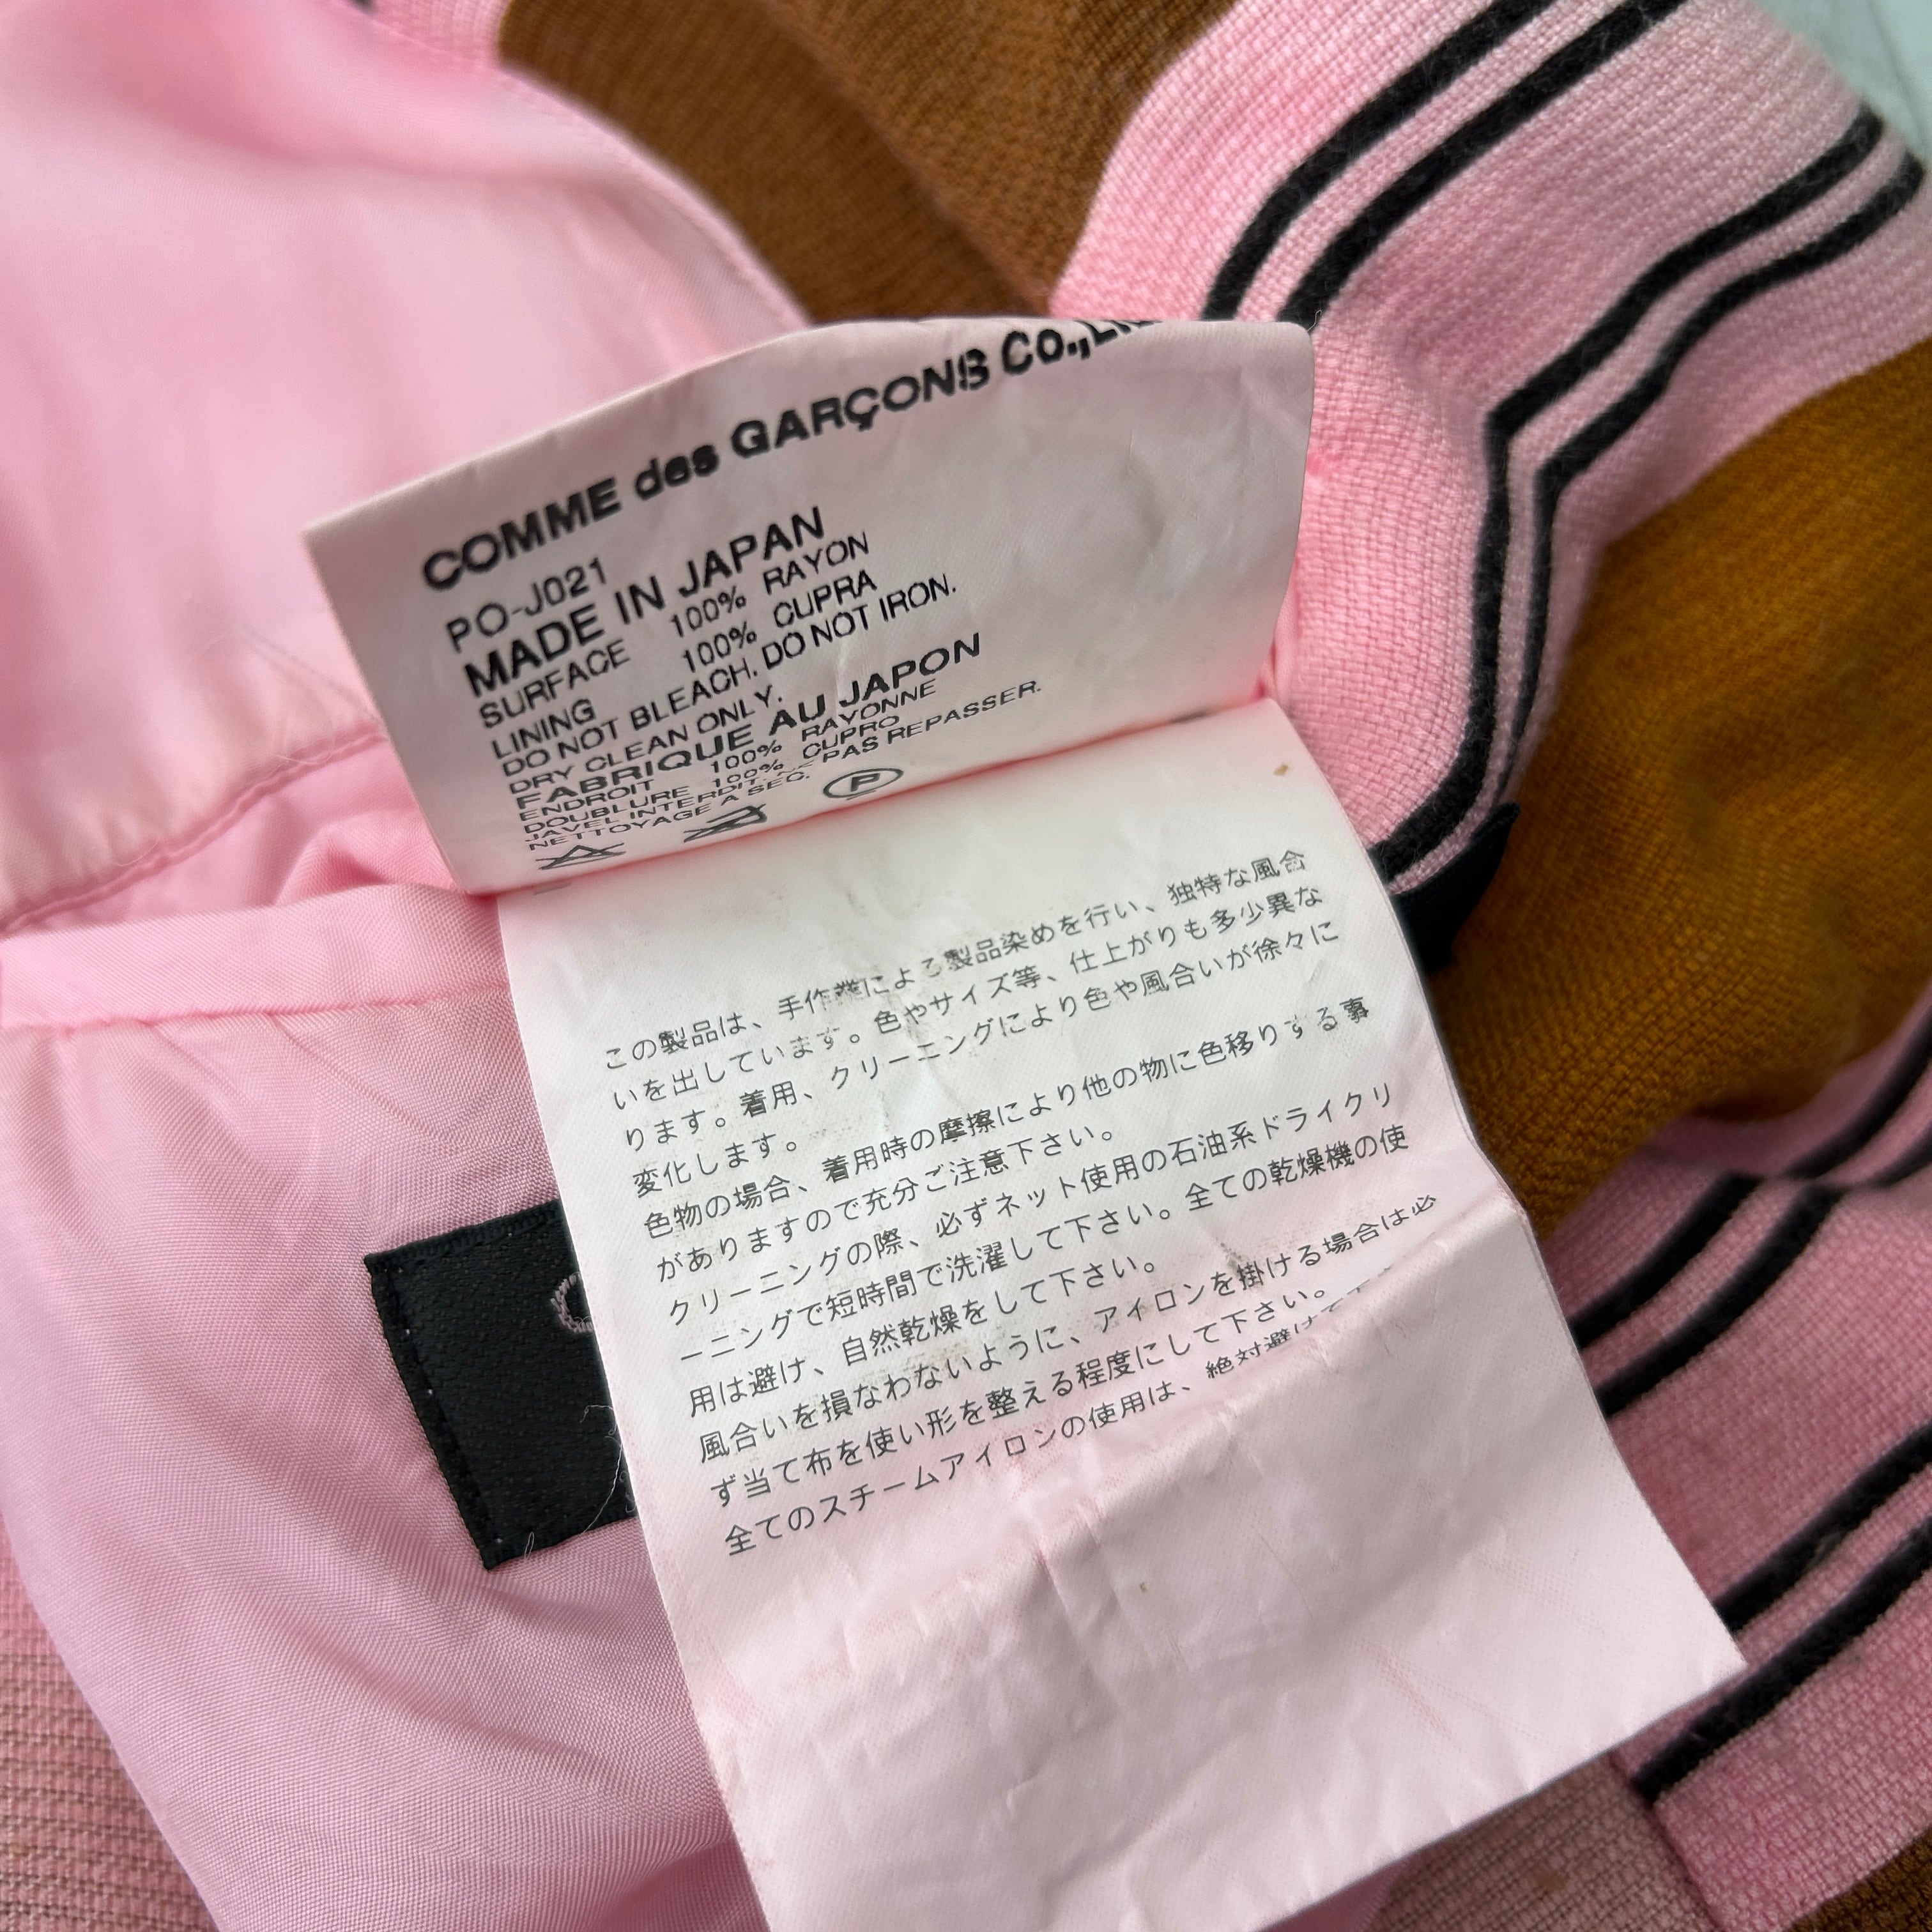 COMME des GARÇONS Co.,
PO-J021
MADE IN JAPAN
SURFACE 100% RAYON
LINING 100% CUPRA
DO NOT BLEACH. DO NOT IRON.
DRY CLEAN ONLY.
FABRIQUE AU JAPON
ENDROIT 100% RAYONNE
DOUBLURE 100% CUPRO
JAVEL INTERDIT. PAS REPASSER.
NETTOYAGE A SEC.
P
この製品は、手作業による製品染めを行い、独特な風合
いを出しています。色やサイズ等、仕上がりも多少異な
ります。着用、クリーニングにより色や風合いが徐々に
変化します。
色物の場合、着用時の摩擦により他の物に色移りする事
がありますので充分ご注意下さい。
クリーニングの際、必ずネット使用の石油系ドライクリ
ーニングで短時間で洗濯して下さい。全ての乾燥機の使
用は避け、自然乾燥をして下さい。
風合いを損なわないように、アイロンを掛ける場合は必
ず当て布を使い形を整える程度にして下さい。
全てのスチームアイロンの使用は、絶対避け